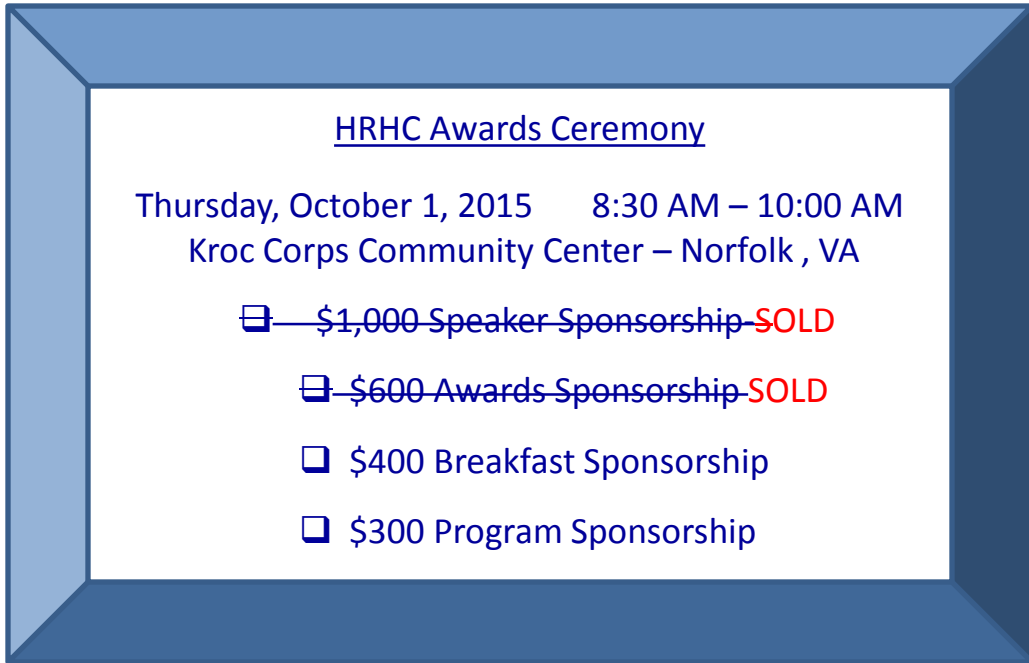 HRHC Awards Ceremony
Thursday, October 1, 2015 8:30 AM – 10:00 AM
Kroc Corps Community Center – Norfolk , VA
❑ $1,000 Speaker Sponsorship-SOLD
❑ $600 Awards Sponsorship SOLD
❑ $400 Breakfast Sponsorship
❑ $300 Program Sponsorship